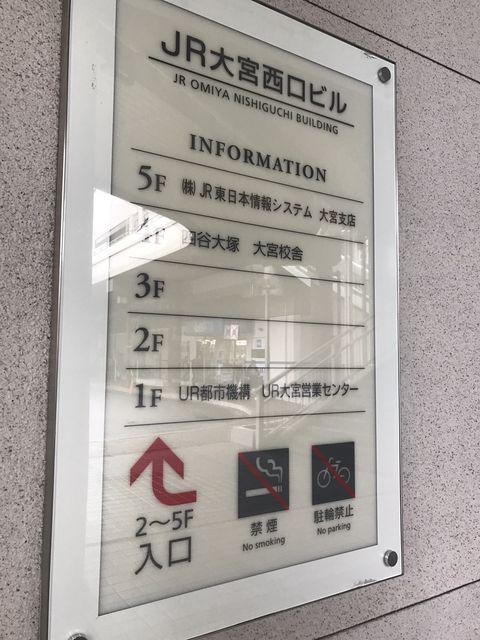 JR大宮西口ビル
JR OMIYA NISHIGUCHI BUILDING
INFORMATION
5F ㈱JR東日本情報システム 大宮支店
4F 四谷大塚 大宮校舎
3F
2F
1F UR都市機構 UR大宮営業センター
2〜5F
入口
禁煙
No smoking
駐輪禁止
No parking